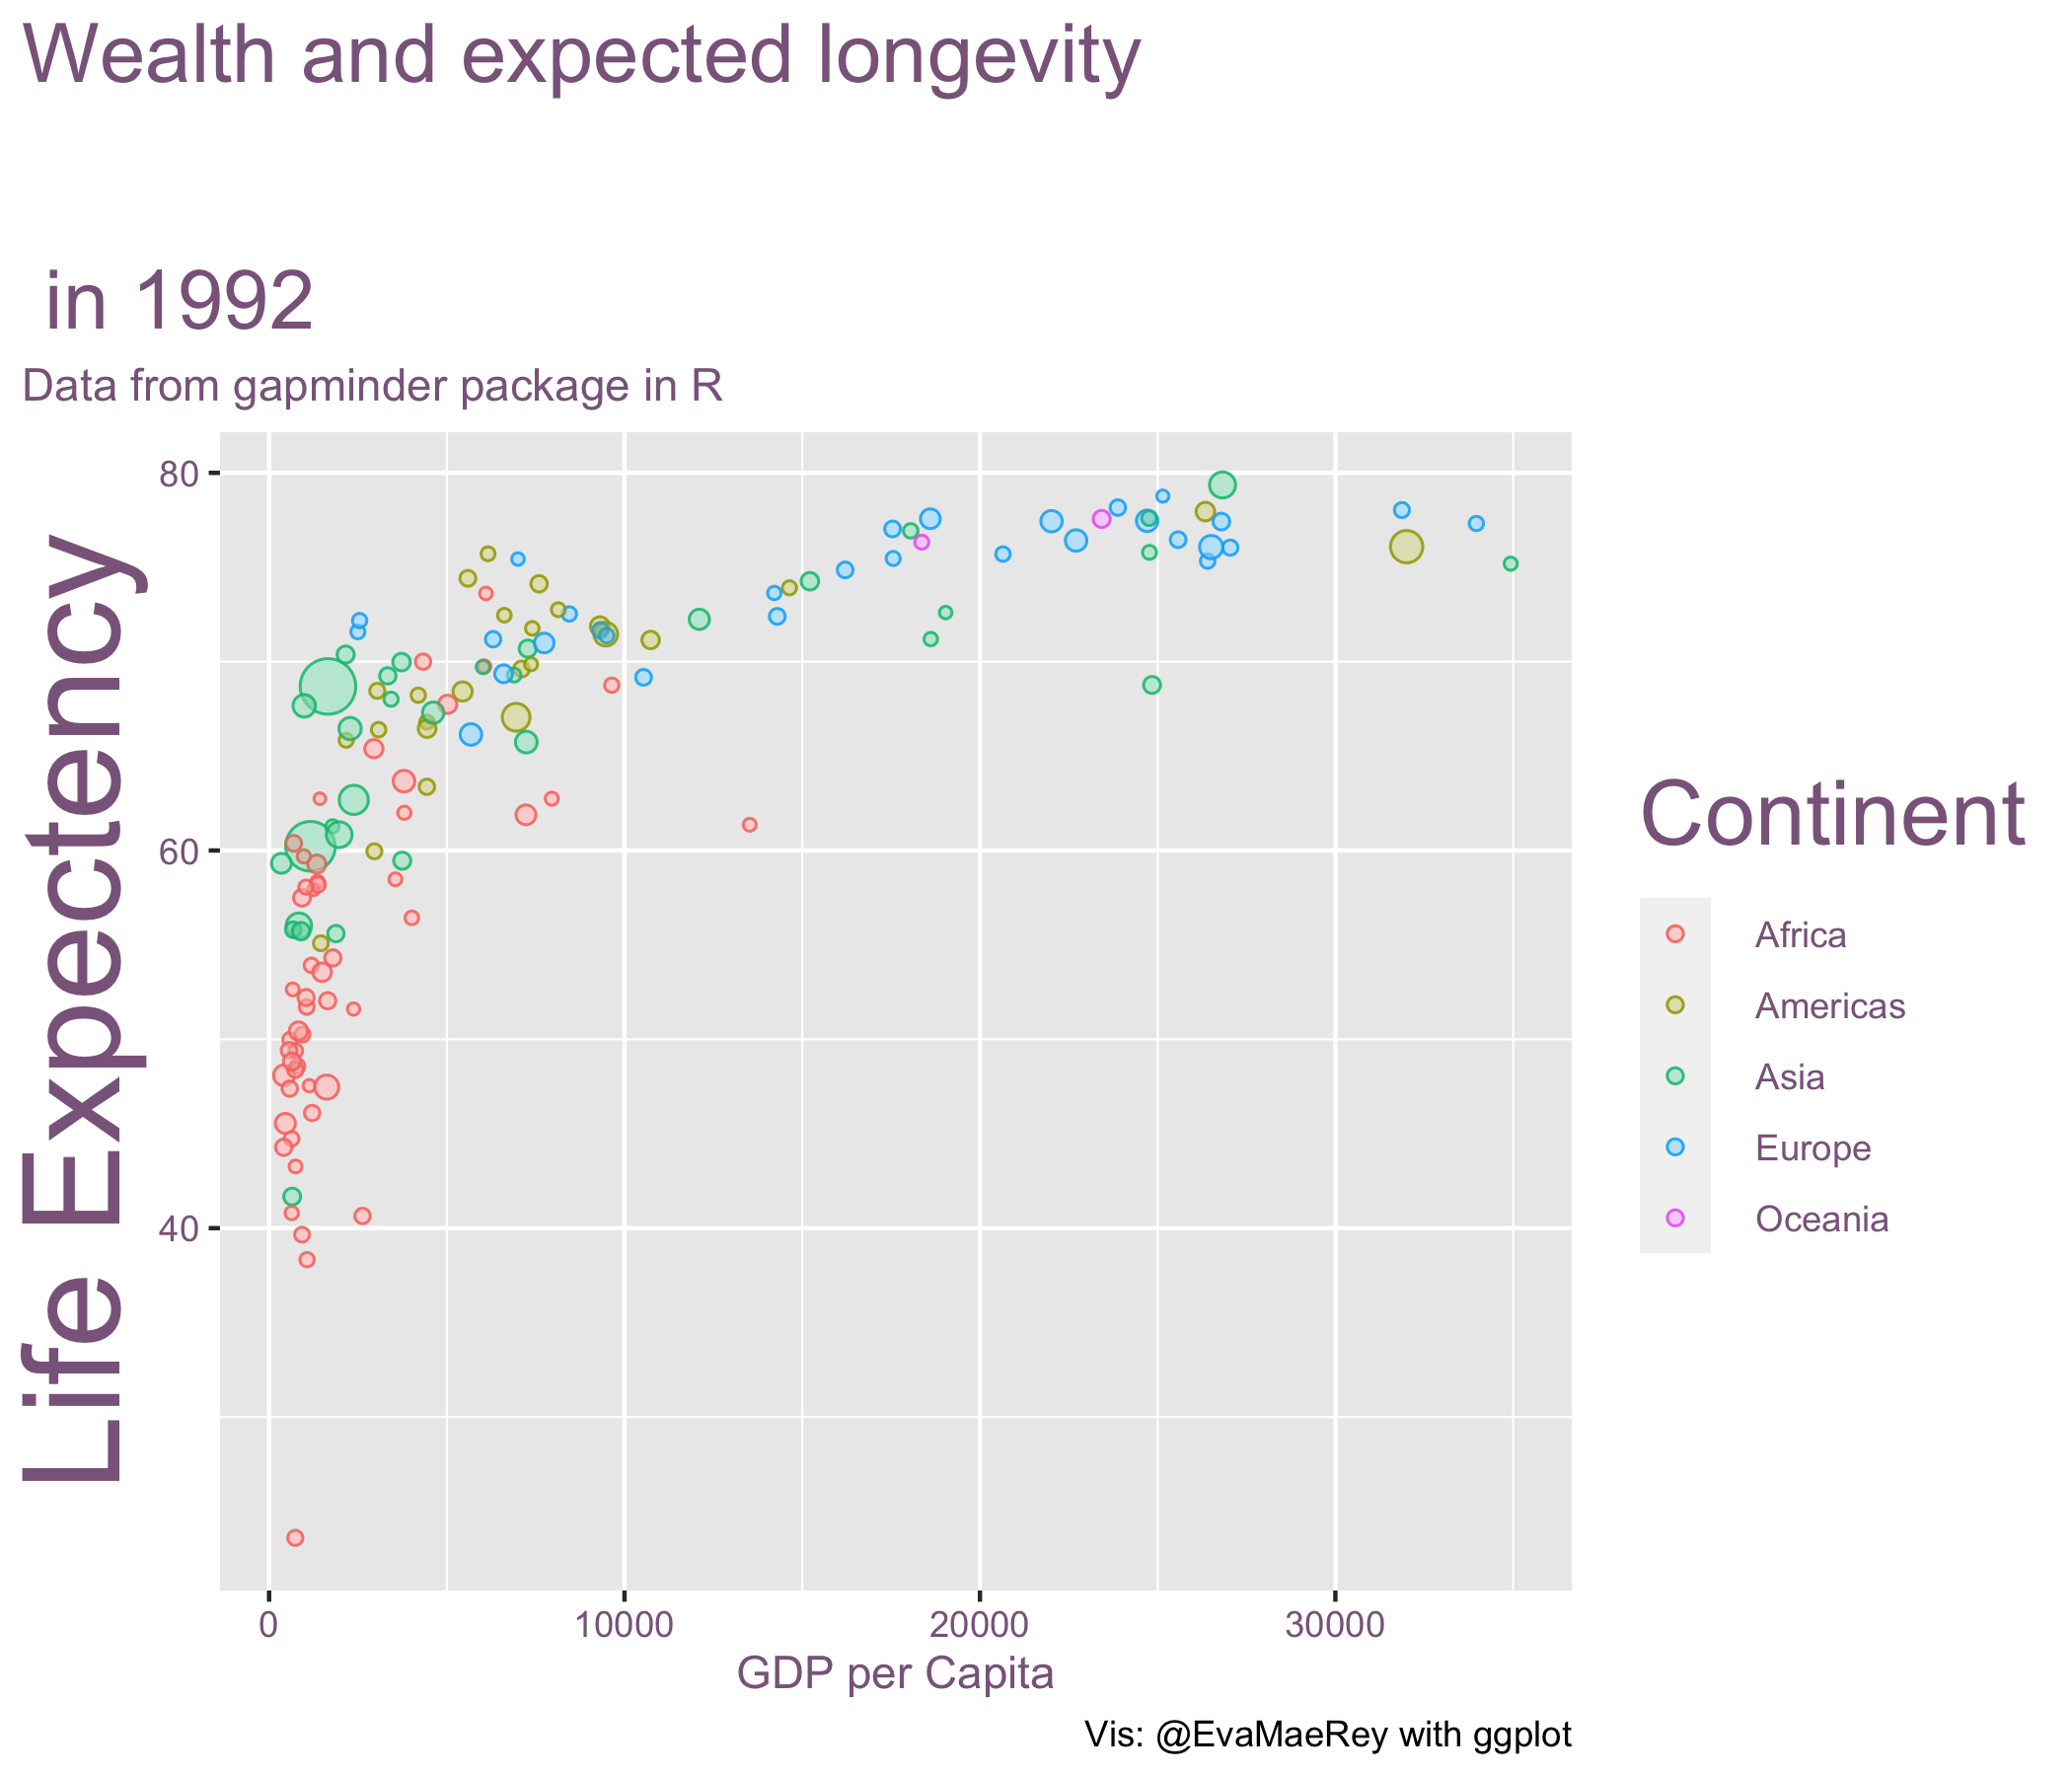 Wealth and expected longevity
in 1992
Data from gapminder package in R
Life Expectency
80
60
40
0 10000 20000 30000
GDP per Capita
Continent
Africa
Americas
Asia
Europe
Oceania
Vis: @EvaMaeRey with ggplot